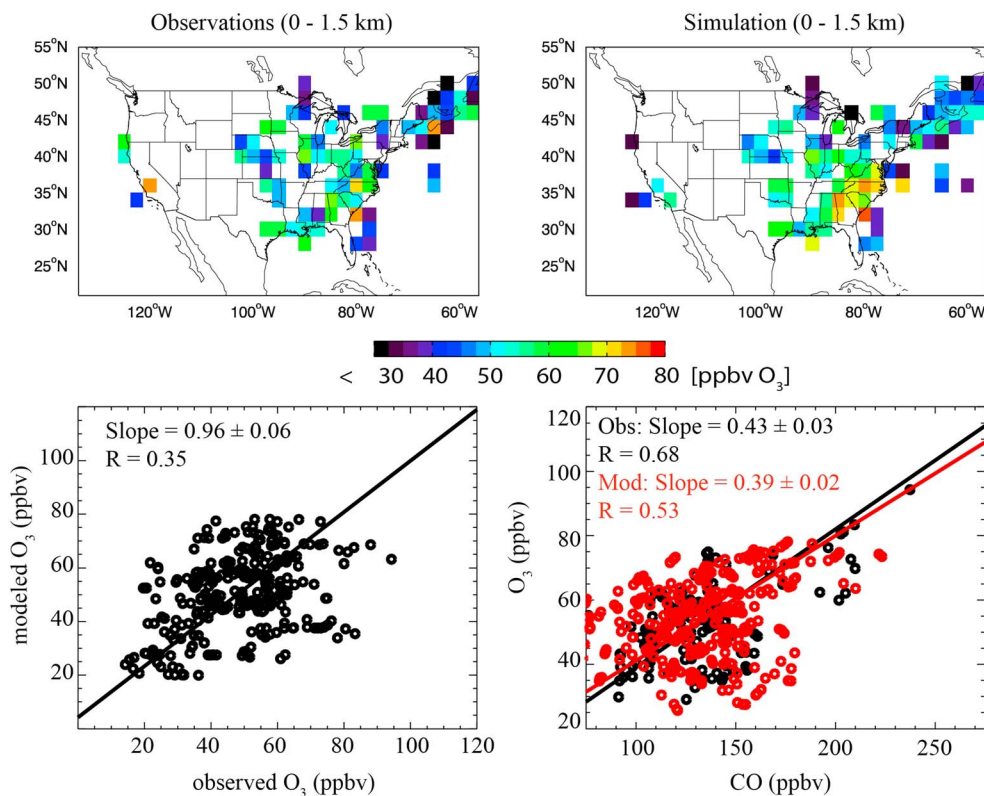 Observations (0 - 1.5 km)
Simulation (0 - 1.5 km)
55°N
50°N
45°N
40°N
35°N
30°N
25°N
120°W 100°W 80°W 60°W
55°N
50°N
45°N
40°N
35°N
30°N
25°N
120°W 100°W 80°W 60°W
< 30 40 50 60 70 80 [ppbv O₃]
Slope = 0.96 ± 0.06
R = 0.35
modeled O₃ (ppbv)
100
80
60
40
20
20 40 60 80 100 120
observed O₃ (ppbv)
Obs: Slope = 0.43 ± 0.03
R = 0.68
Mod: Slope = 0.39 ± 0.02
R = 0.53
O₃ (ppbv)
120
100
80
60
40
20
100 150 200 250
CO (ppbv)